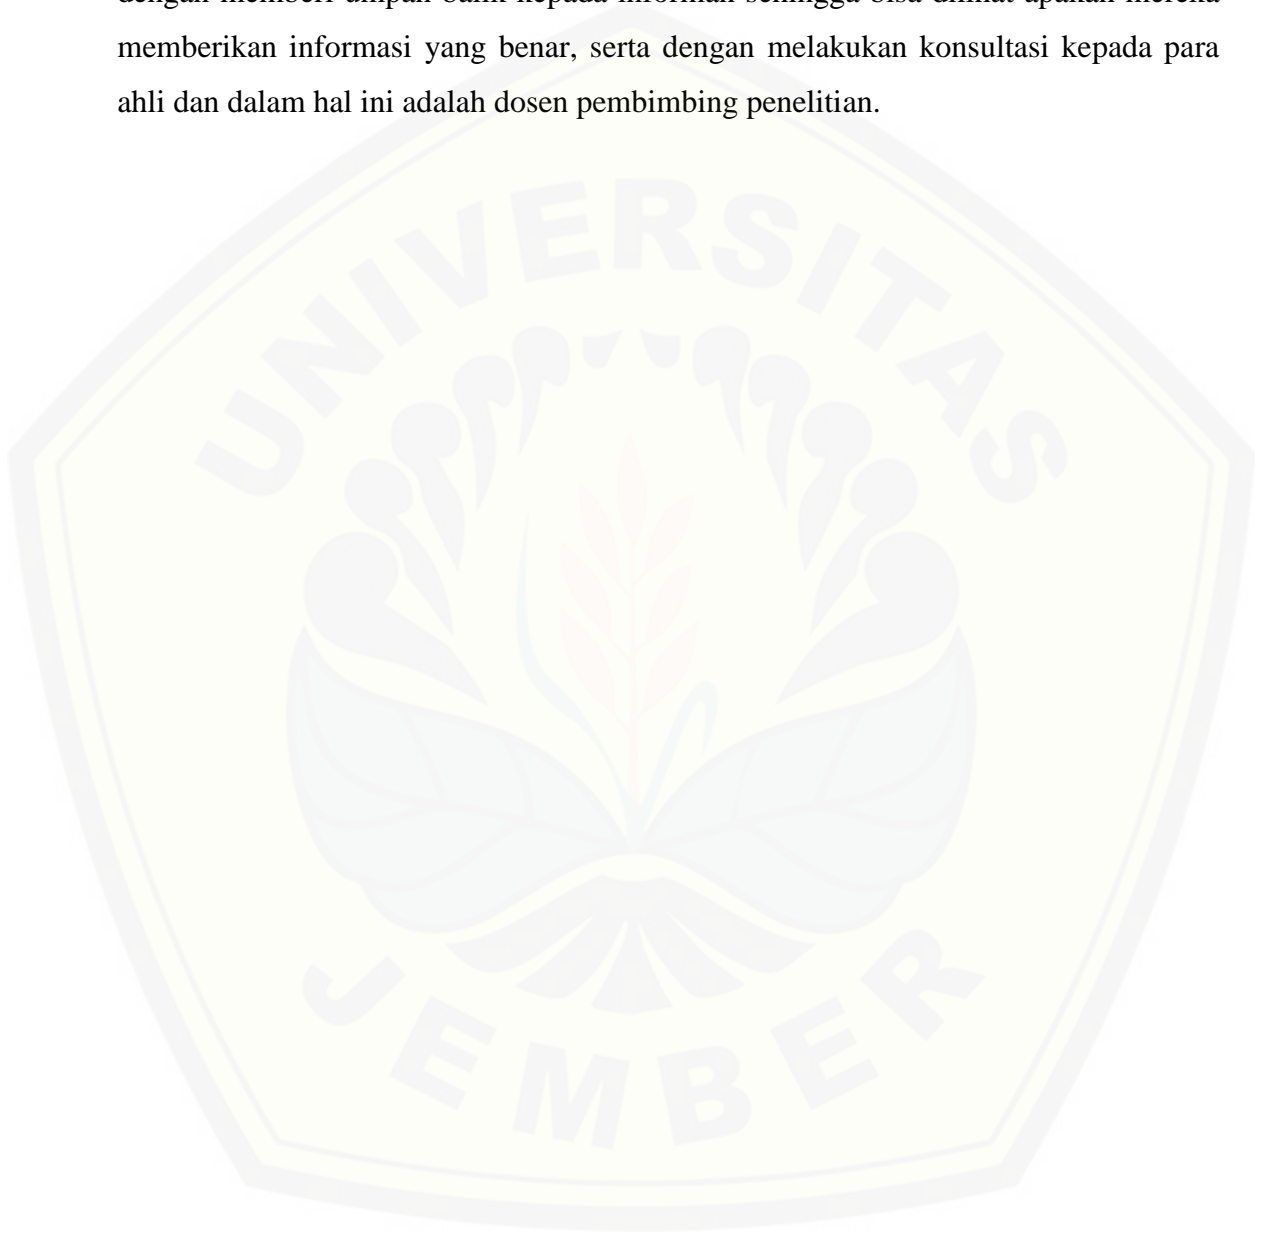 dengan memberi umpan balik kepada informan sehingga bisa dilihat apakah mereka
memberikan informasi yang benar, serta dengan melakukan konsultasi kepada para
ahli dan dalam hal ini adalah dosen pembimbing penelitian.
UNIVERSITAS
JEMBER